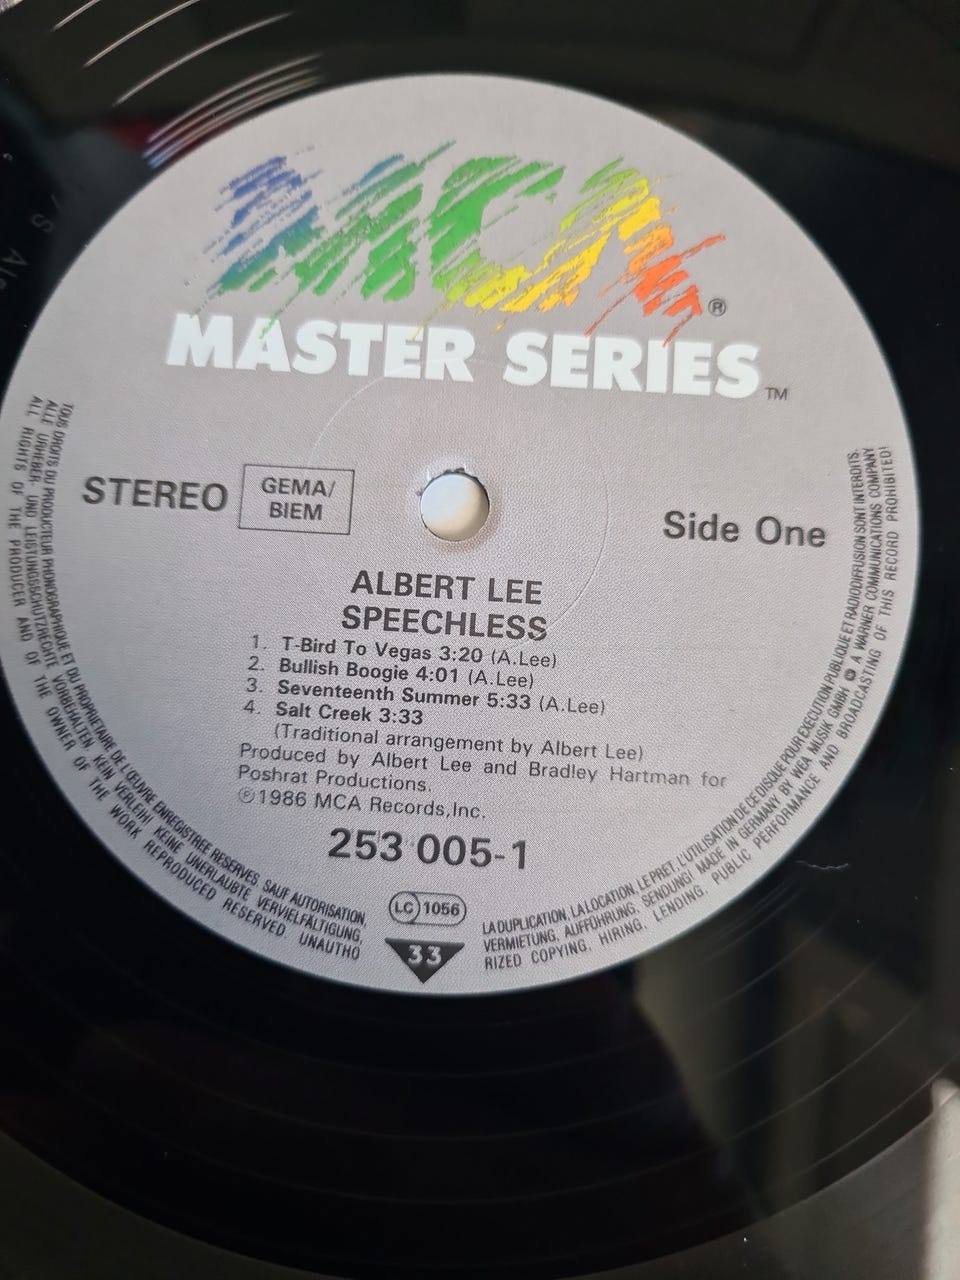 MCA®
MASTER SERIES™
STEREO
GEMA/
BIEM
Side One
ALBERT LEE
SPEECHLESS
1. T-Bird To Vegas 3:20 (A.Lee)
2. Bullish Boogie 4:01 (A.Lee)
3. Seventeenth Summer 5:33 (A.Lee)
4. Salt Creek 3:33
(Traditional arrangement by Albert Lee)
Produced by Albert Lee and Bradley Hartman for
Poshrat Productions.
℗1986 MCA Records,Inc.
253 005-1
LC 1056
33
TOUS DROITS DU PRODUCTEUR PHONOGRAPHIQUE ET DU PROPRIETAIRE DE L'ŒUVRE ENREGISTREE RESERVES SAUF AUTORISATION,
ALLE URHEBER- UND LEISTUNGSSCHUTZRECHTE VORBEHALTEN KEIN VERLEIH! KEINE UNERLAUBTE VERVIELFÄLTIGUNG,
ALL RIGHTS OF THE PRODUCER AND OF THE OWNER OF THE WORK REPRODUCED RESERVED. UNAUTHO
LA DUPLICATION, LA LOCATION, LE PRET, L'UTILISATION DE CE DISQUE POUR EXECUTION PUBLIQUE ET RADIODIFFUSION SONT INTERDITS.
VERMIETUNG, AUFFÜHRUNG, SENDUNG! MADE IN GERMANY BY WEA MUSIK GMBH A WARNER COMMUNICATIONS COMPANY
RIZED COPYING, HIRING, LENDING, PUBLIC PERFORMANCE AND BROADCASTING OF THIS RECORD PROHIBITED!